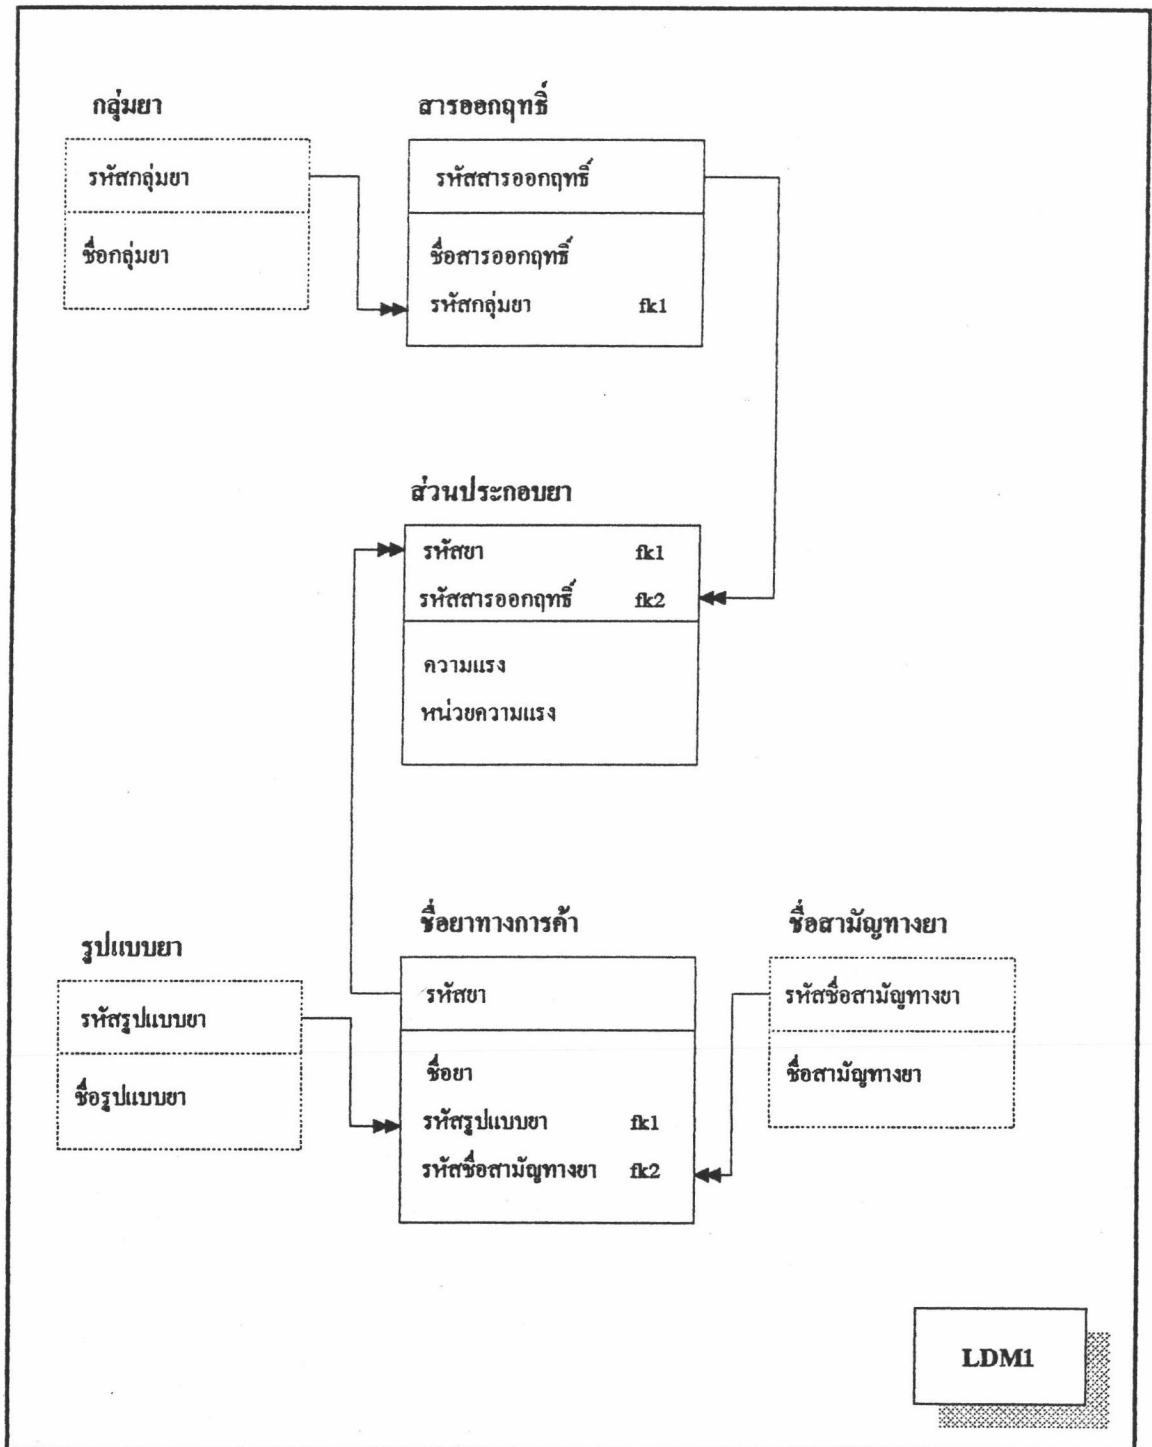 กลุ่มยา
รหัสกลุ่มยา
ชื่อกลุ่มยา
สารออกฤทธิ์
รหัสสารออกฤทธิ์
ชื่อสารออกฤทธิ์
รหัสกลุ่มยา fk1
ส่วนประกอบยา
รหัสยา fk1
รหัสสารออกฤทธิ์ fk2
ความแรง
หน่วยความแรง
รูปแบบยา
รหัสรูปแบบยา
ชื่อรูปแบบยา
ชื่อยาทางการค้า
รหัสยา
ชื่อยา
รหัสรูปแบบยา fk1
รหัสชื่อสามัญทางยา fk2
ชื่อสามัญทางยา
รหัสชื่อสามัญทางยา
ชื่อสามัญทางยา
LDM1